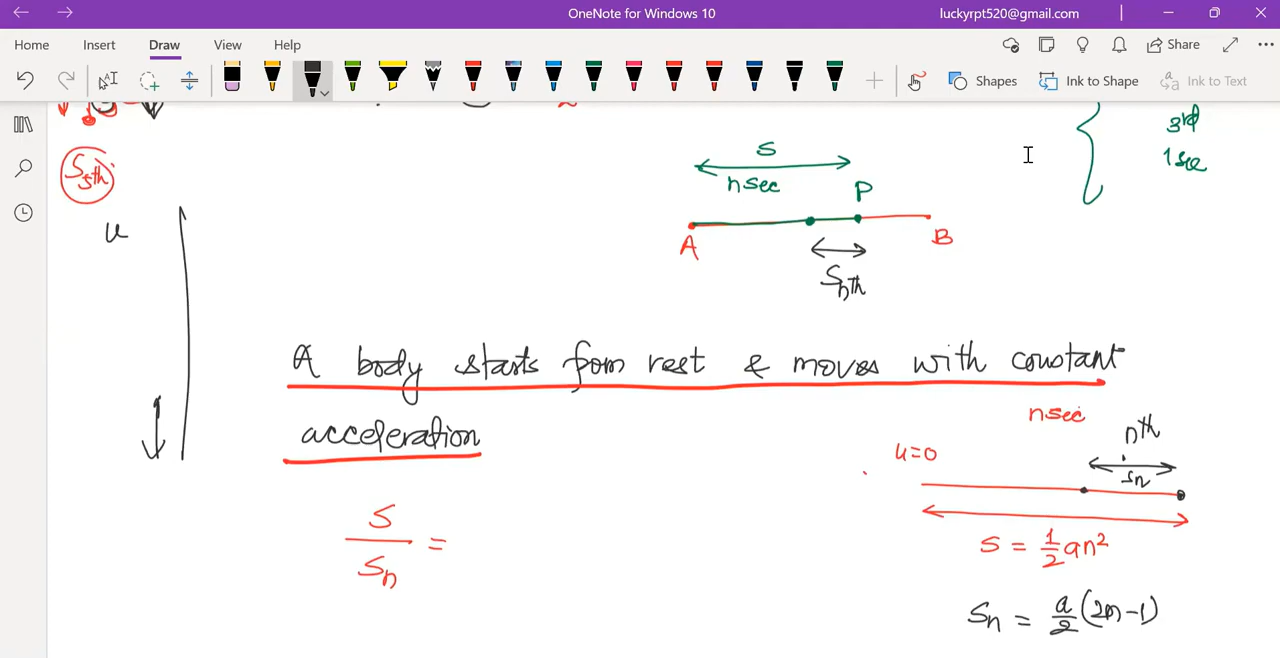 OneNote for Windows 10
luckyrpt520@gmail.com
Home Insert Draw View Help
Share
Shapes Ink to Shape Ink to Text
3rd
1 sec
S5th
u
S
n sec
P
A
B
Snth
A body starts from rest & moves with constant
acceleration
n sec
nth
u=0
Sn
S = 1/2 an²
S/Sn =
Sn = a/2 (2n-1)